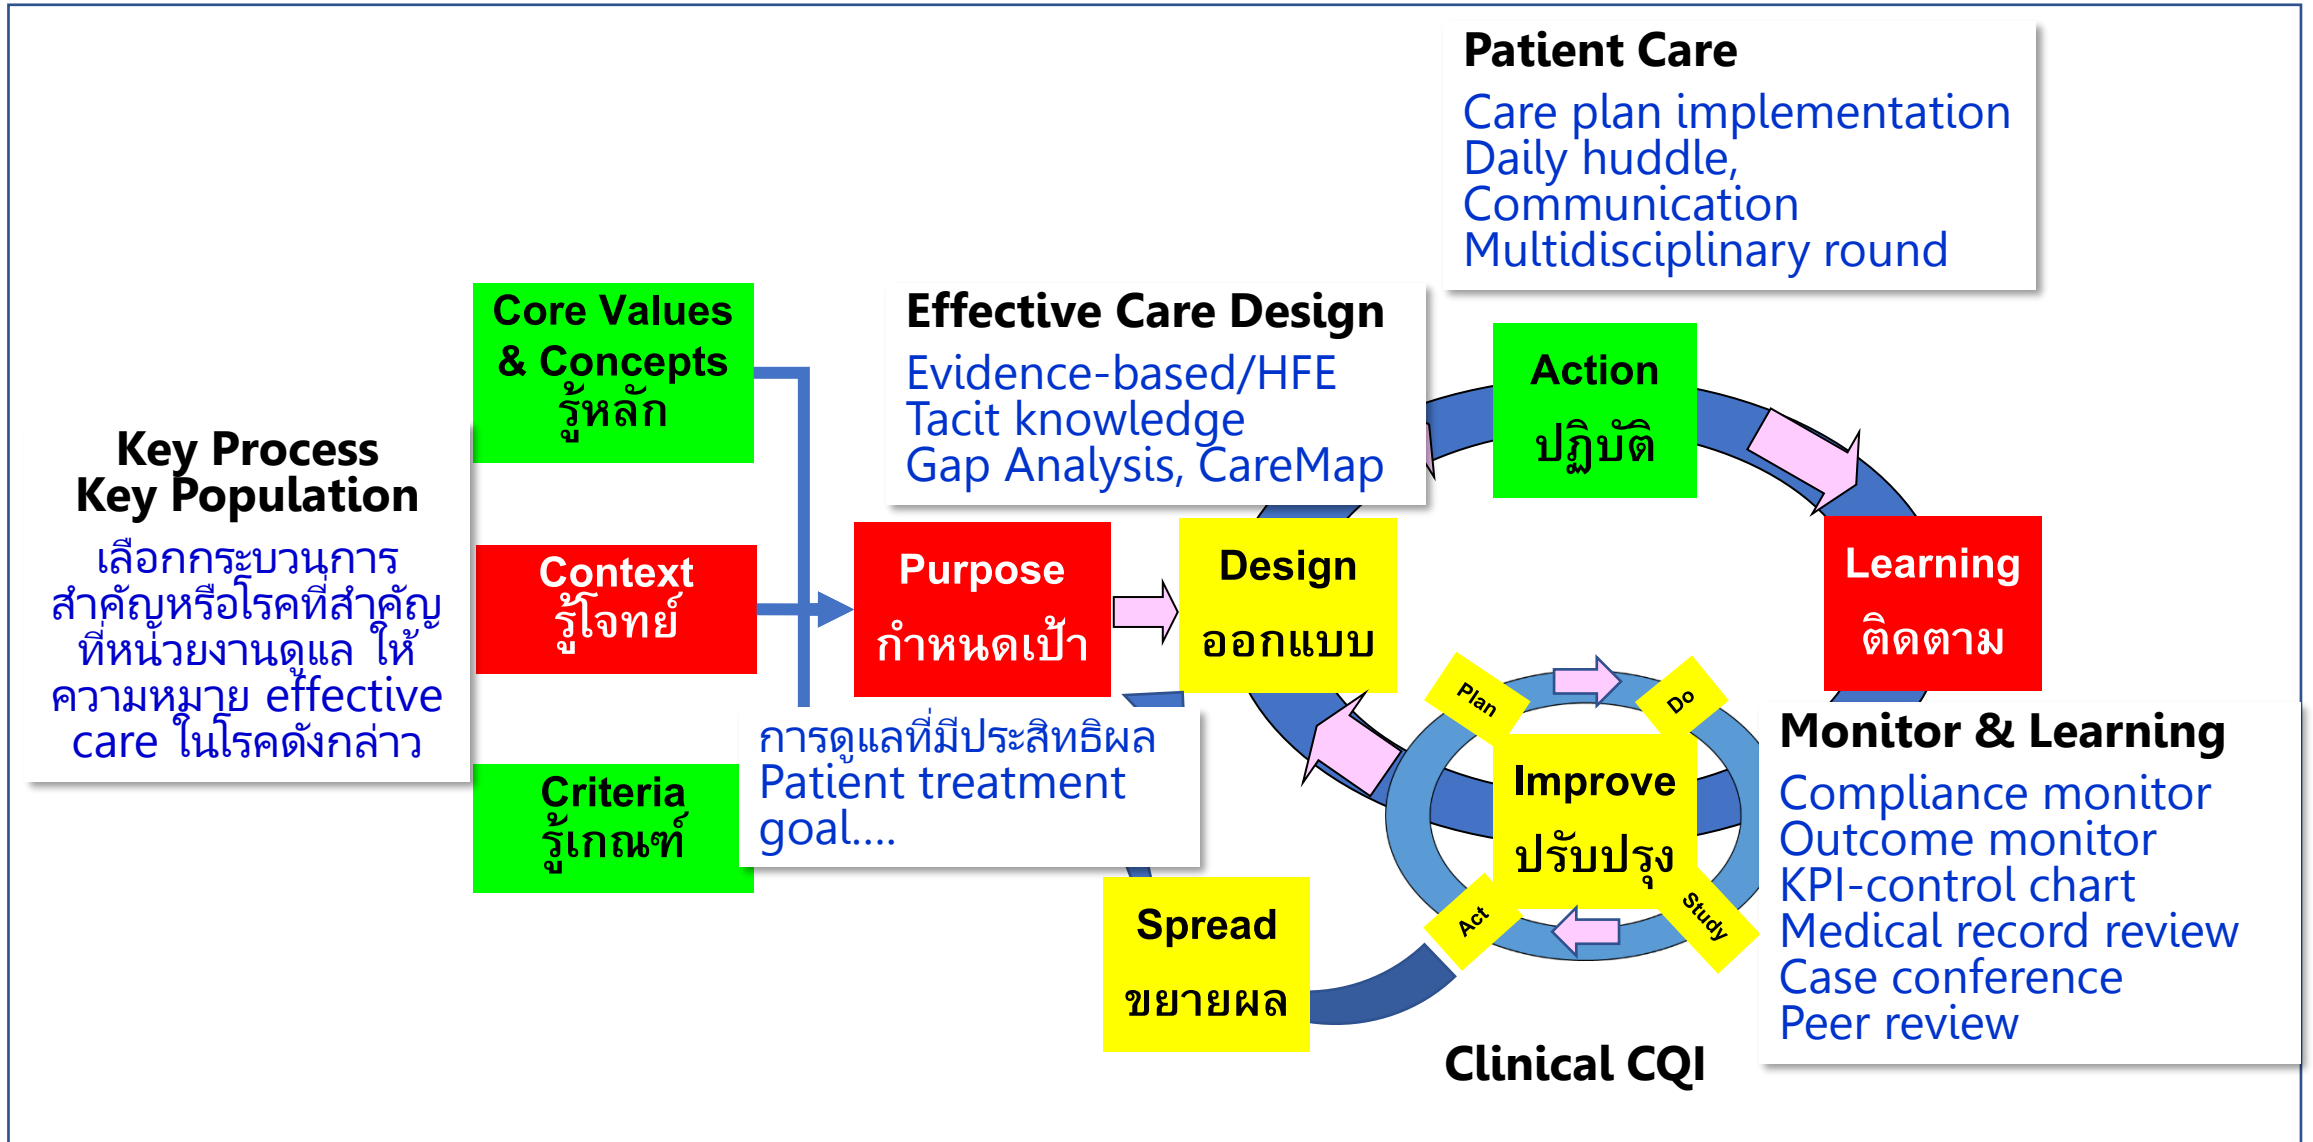 Patient Care
Care plan implementation
Daily huddle,
Communication
Multidisciplinary round
Core Values
& Concepts
รู้หลัก
Effective Care Design
Evidence-based/HFE
Tacit knowledge
Gap Analysis, CareMap
Action
ปฏิบัติ
Key Process
Key Population
เลือกกระบวนการ
สำคัญหรือโรคที่สำคัญ
ที่หน่วยงานดูแล ให้
ความหมาย effective
care ในโรคดังกล่าว
Context
รู้โจทย์
Purpose
กำหนดเป้า
Design
ออกแบบ
Learning
ติดตาม
การดูแลที่มีประสิทธิผล
Patient treatment
goal....
Criteria
รู้เกณฑ์
Plan
Do
Improve
ปรับปรุง
Act
Study
Monitor & Learning
Compliance monitor
Outcome monitor
KPI-control chart
Medical record review
Case conference
Peer review
Spread
ขยายผล
Clinical CQI